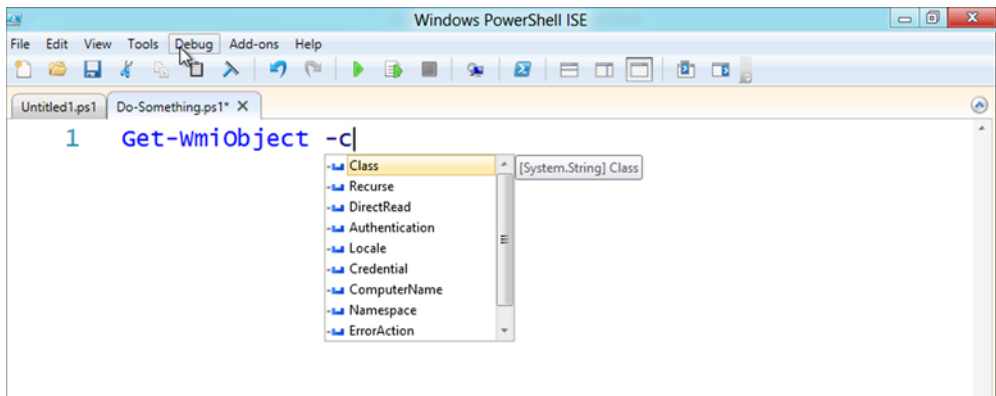 Windows PowerShell ISE
File Edit View Tools Debug Add-ons Help
Untitled1.ps1 Do-Something.ps1* X
1 Get-WmiObject -c
-Class [System.String] Class
-Recurse
-DirectRead
-Authentication
-Locale
-Credential
-ComputerName
-Namespace
-ErrorAction